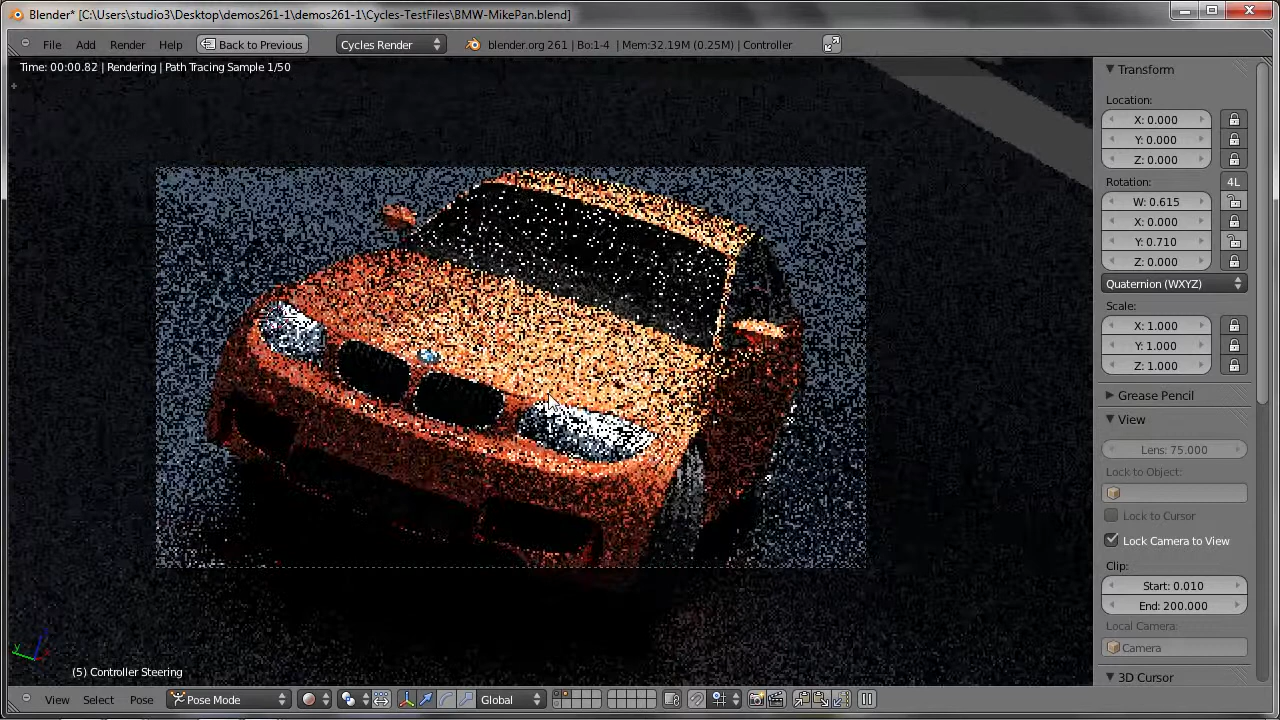 Blender* [C:\Users\studio3\Desktop\demos261-1\demos261-1\Cycles-TestFiles\BMW-MikePan.blend]
File Add Render Help Back to Previous Cycles Render blender.org 261 | Bo:1-4 | Mem:32.19M (0.25M) | Controller
Time: 00:00.82 | Rendering | Path Tracing Sample 1/50
Transform
Location:
X: 0.000
Y: 0.000
Z: 0.000
Rotation: 4L
W: 0.615
X: 0.000
Y: 0.710
Z: 0.000
Quaternion (WXYZ)
Scale:
X: 1.000
Y: 1.000
Z: 1.000
Grease Pencil
View
Lens: 75.000
Lock to Object:
Lock to Cursor
Lock Camera to View
Clip:
Start: 0.010
End: 200.000
Local Camera:
Camera
3D Cursor
y
(5) Controller Steering
View Select Pose Pose Mode Global